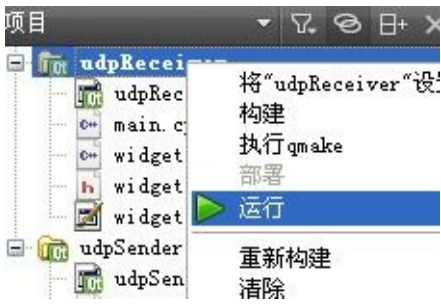 项目
udpReceiver
udpRec
main.c
widget
widget
widget
udpSender
udpSen
将“udpReceiver“设
构建
执行qmake
部署
运行
重新构建
清除